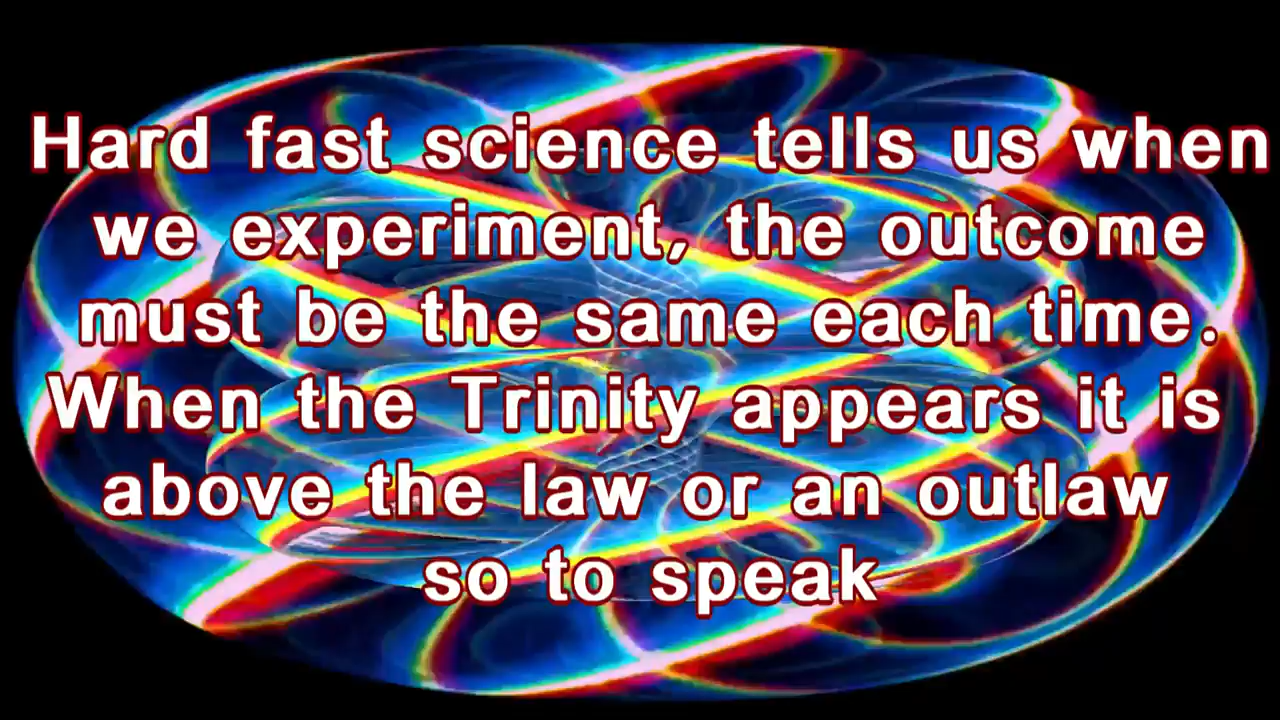 Hard fast science tells us when
we experiment, the outcome
must be the same each time.
When the Trinity appears it is
above the law or an outlaw
so to speak